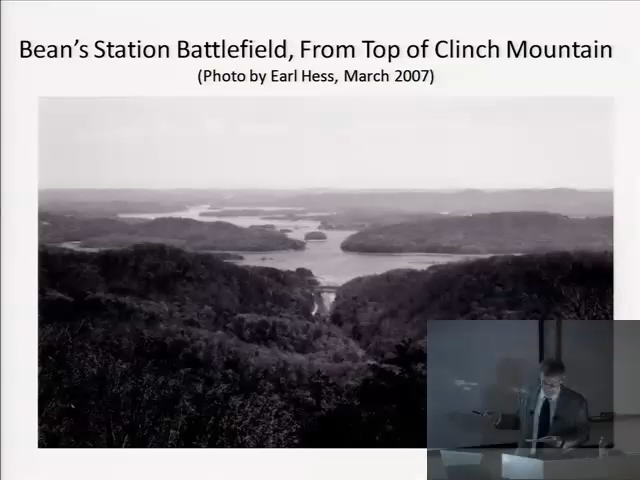 Bean’s Station Battlefield, From Top of Clinch Mountain
(Photo by Earl Hess, March 2007)